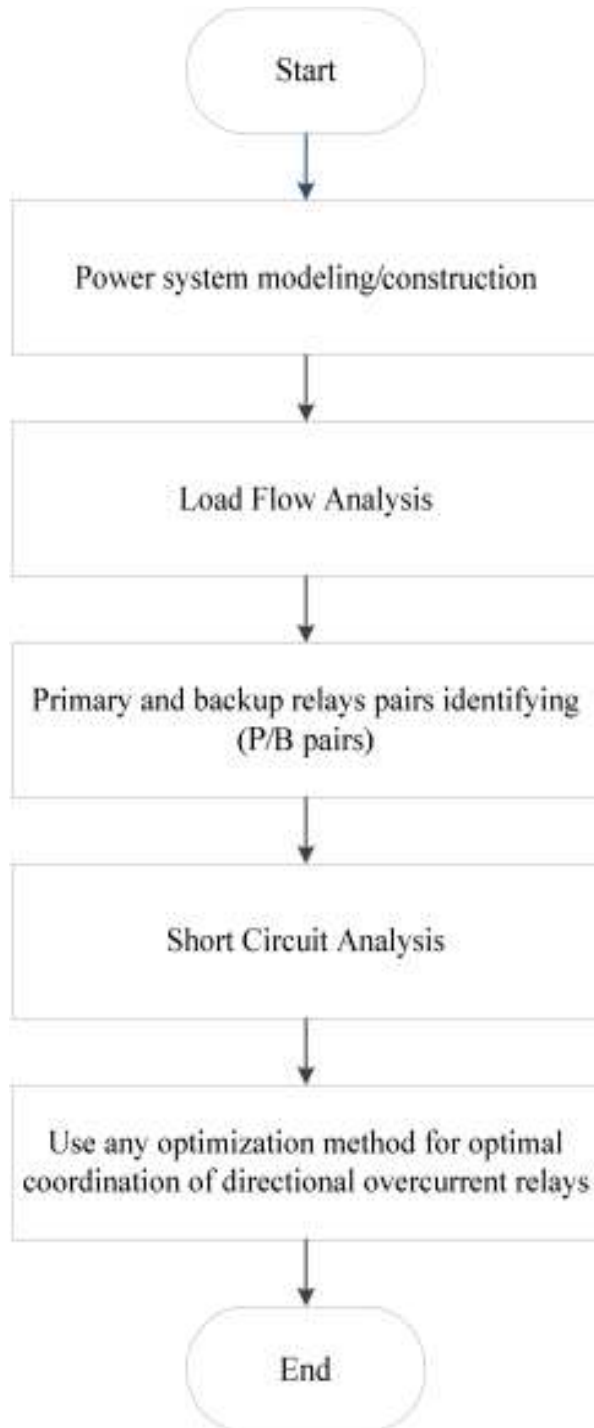 Start
Power system modeling/construction
Load Flow Analysis
Primary and backup relays pairs identifying
(P/B pairs)
Short Circuit Analysis
Use any optimization method for optimal
coordination of directional overcurrent relays
End